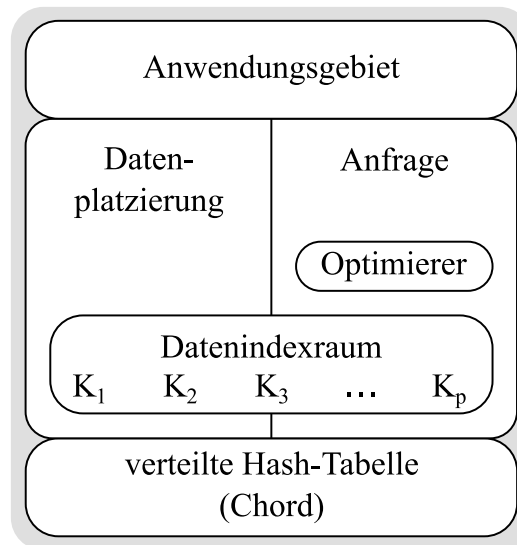 Anwendungsgebiet
Daten-
platzierung
Anfrage
Optimierer
Datenindexraum
K₁ K₂ K₃ ... Kₚ
verteilte Hash-Tabelle
(Chord)